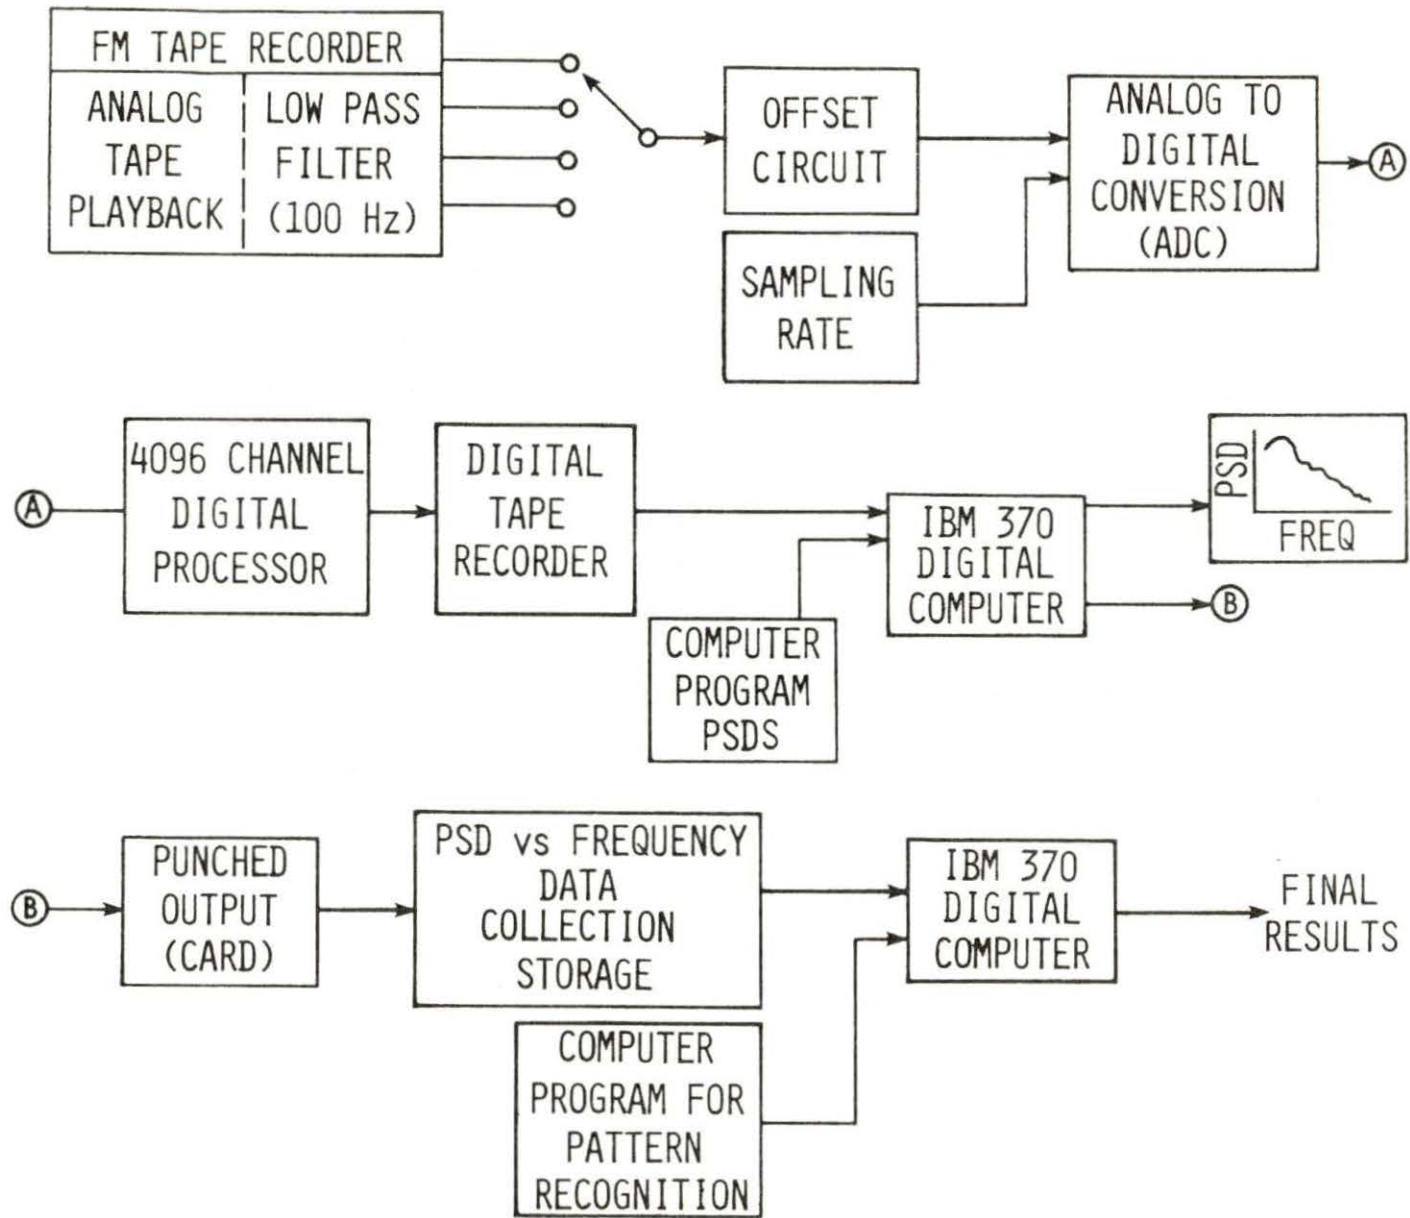 FM TAPE RECORDER
ANALOG
TAPE
PLAYBACK
LOW PASS
FILTER
(100 Hz)
OFFSET
CIRCUIT
SAMPLING
RATE
ANALOG TO
DIGITAL
CONVERSION
(ADC)
A
A
4096 CHANNEL
DIGITAL
PROCESSOR
DIGITAL
TAPE
RECORDER
COMPUTER
PROGRAM
PSDS
IBM 370
DIGITAL
COMPUTER
PSD
FREQ
B
B
PUNCHED
OUTPUT
(CARD)
PSD vs FREQUENCY
DATA
COLLECTION
STORAGE
COMPUTER
PROGRAM FOR
PATTERN
RECOGNITION
IBM 370
DIGITAL
COMPUTER
FINAL
RESULTS